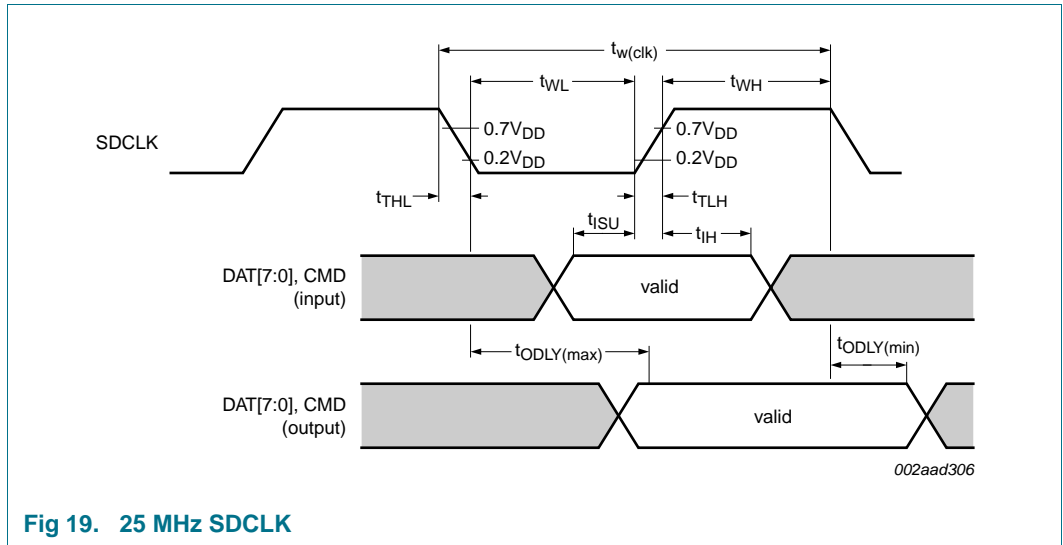 tw(clk)
tWL
tWH
SDCLK
0.7VDD
0.7VDD
0.2VDD
0.2VDD
tTHL
tTLH
tISU
tIH
DAT[7:0], CMD
(input)
valid
tODLY(max)
tODLY(min)
DAT[7:0], CMD
(output)
valid
002aad306
Fig 19. 25 MHz SDCLK